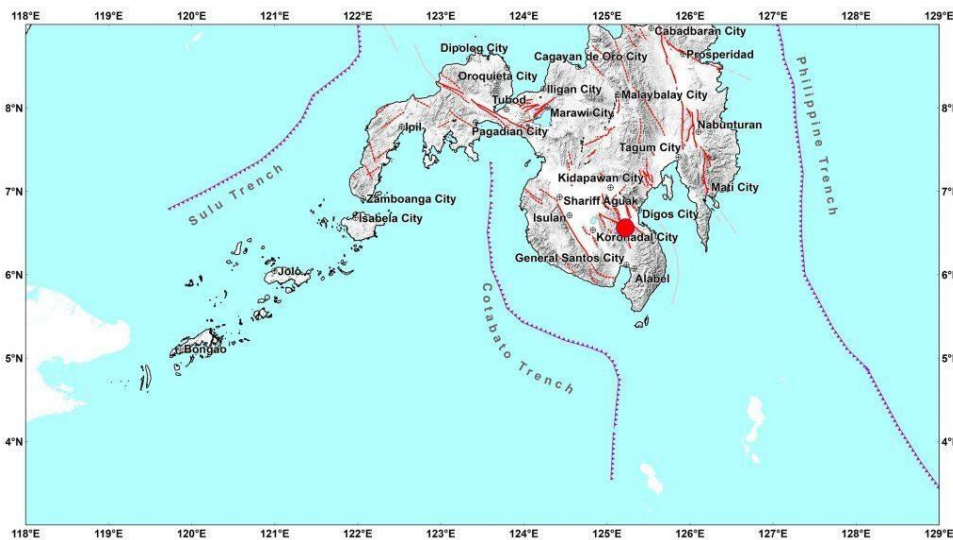 118°E 119°E 120°E 121°E 122°E 123°E 124°E 125°E 126°E 127°E 128°E 129°E
Cabadbaran City
Dipolog City
Cagayan de Oro City
Prosperidad
Oroquieta City
Iligan City
Malaybalay City
Tubod
8°N
Marawi City
8°N
Ipil
Pagadian City
Nabunturan
Tagum City
Philippine Trench
Sulu Trench
Kidapawan City
7°N
Mati City
7°N
Zamboanga City
Shariff Aguak
Isabela City
Isulan
Digos City
Koronadal City
General Santos City
6°N
Jolo
Alabel
6°N
Cotabato Trench
Bongao
5°N
5°N
4°N
4°N
118°E 119°E 120°E 121°E 122°E 123°E 124°E 125°E 126°E 127°E 128°E 129°E